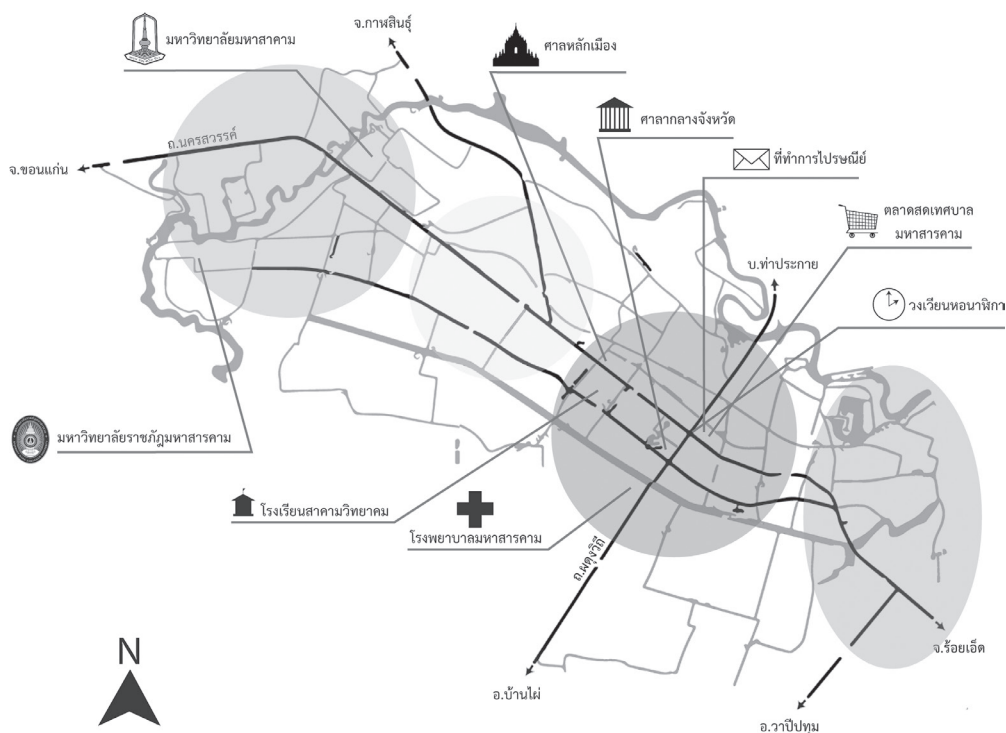 จ.กาฬสินธุ์
มหาวิทยาลัยมหาสาคาม
ศาลหลักเมือง
ศาลากลางจังหวัด
ถ.นครสวรรค์
ที่ทำการไปรษณีย์
จ.ขอนแก่น
ตลาดสดเทศบาล
มหาสารคาม
บ.ท่าประกาย
วงเวียนหอนาฬิกา
มหาวิทยาลัยราชภัฎมหาสารคาม
โรงเรียนสาคามวิทยาคม
โรงพยาบาลมหาสารคาม
ถ.ผดุงวิถี
N
จ.ร้อยเอ็ด
อ.บ้านไผ่
อ.วาปีปทุม